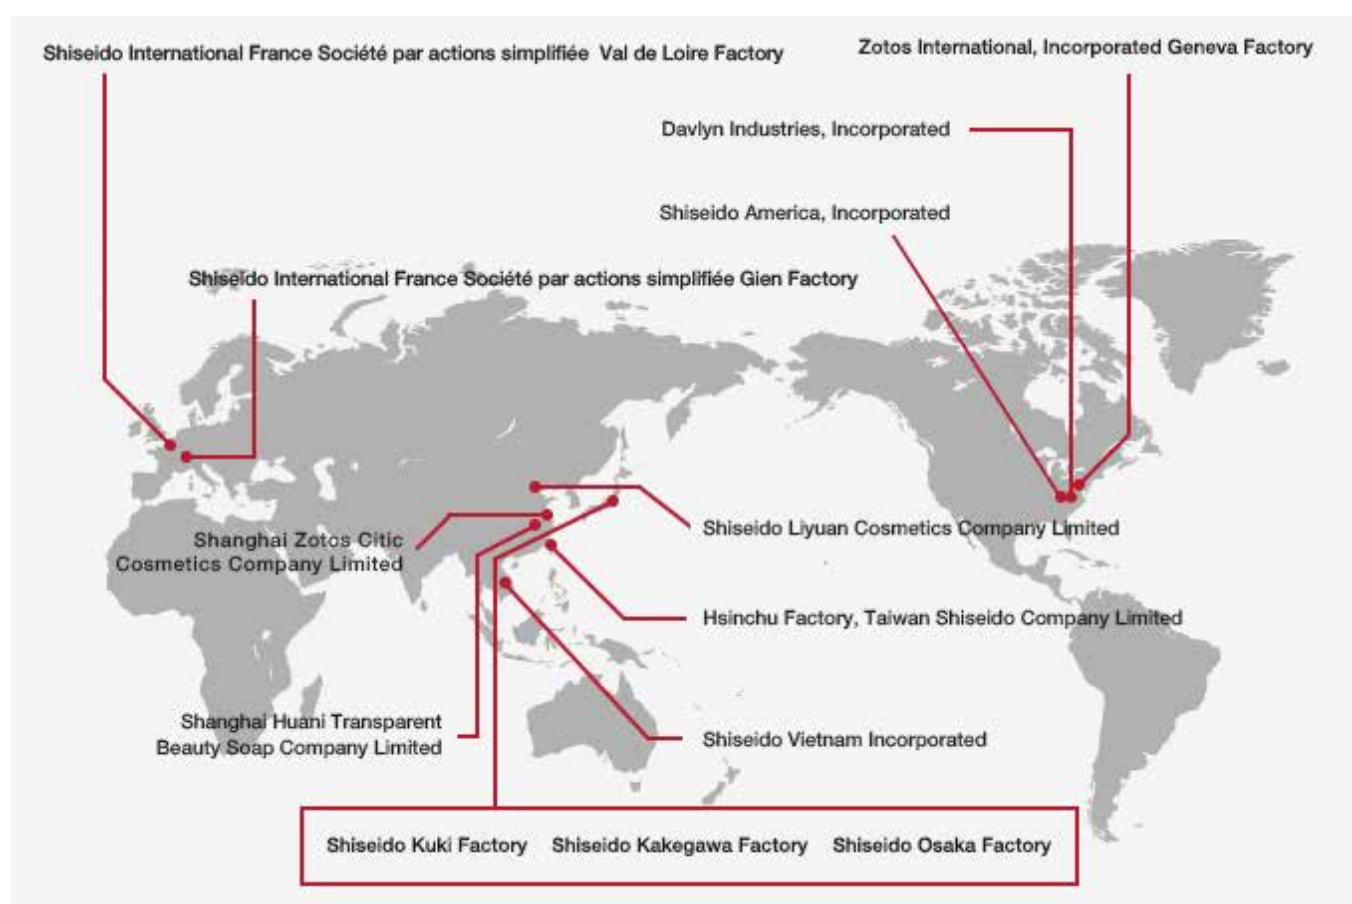 Shiseido International France Société par actions simplifiée Val de Loire Factory
Zotos International, Incorporated Geneva Factory
Davlyn Industries, Incorporated
Shiseido America, Incorporated
Shiseido International France Société par actions simplifiée Gien Factory
Shanghai Zotos Citic
Cosmetics Company Limited
Shiseido Liyuan Cosmetics Company Limited
Hsinchu Factory, Taiwan Shiseido Company Limited
Shanghai Huani Transparent
Beauty Soap Company Limited
Shiseido Vietnam Incorporated
Shiseido Kuki Factory Shiseido Kakegawa Factory Shiseido Osaka Factory